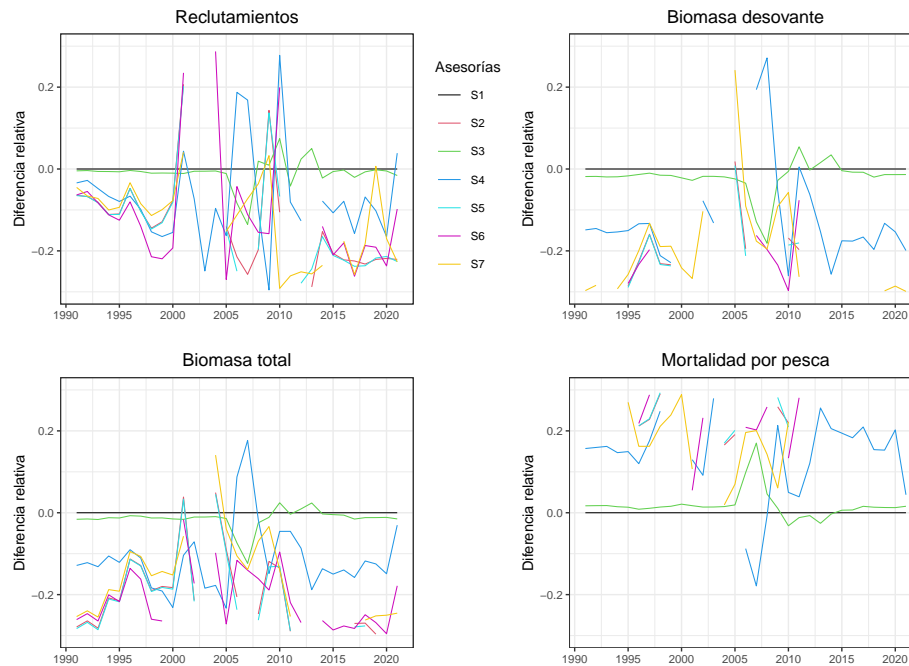 Reclutamientos
Diferencia relativa
0.2
0.0
−0.2
1990 1995 2000 2005 2010 2015 2020
Asesorías
S1
S2
S3
S4
S5
S6
S7
Biomasa desovante
Diferencia relativa
0.2
0.0
−0.2
1990 1995 2000 2005 2010 2015 2020
Biomasa total
Diferencia relativa
0.2
0.0
−0.2
1990 1995 2000 2005 2010 2015 2020
Mortalidad por pesca
Diferencia relativa
0.2
0.0
−0.2
1990 1995 2000 2005 2010 2015 2020